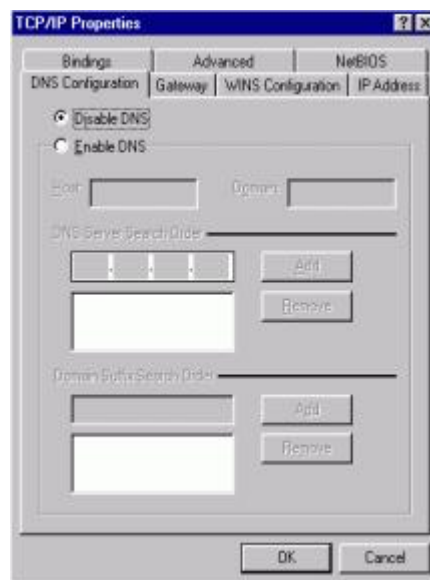 TCP/IP Properties
Bindings Advanced NetBIOS
DNS Configuration Gateway WINS Configuration IP Address
Disable DNS
Enable DNS
Host: Domain:
DNS Server Search Order
Add
Remove
Domain Suffix Search Order
Add
Remove
OK Cancel